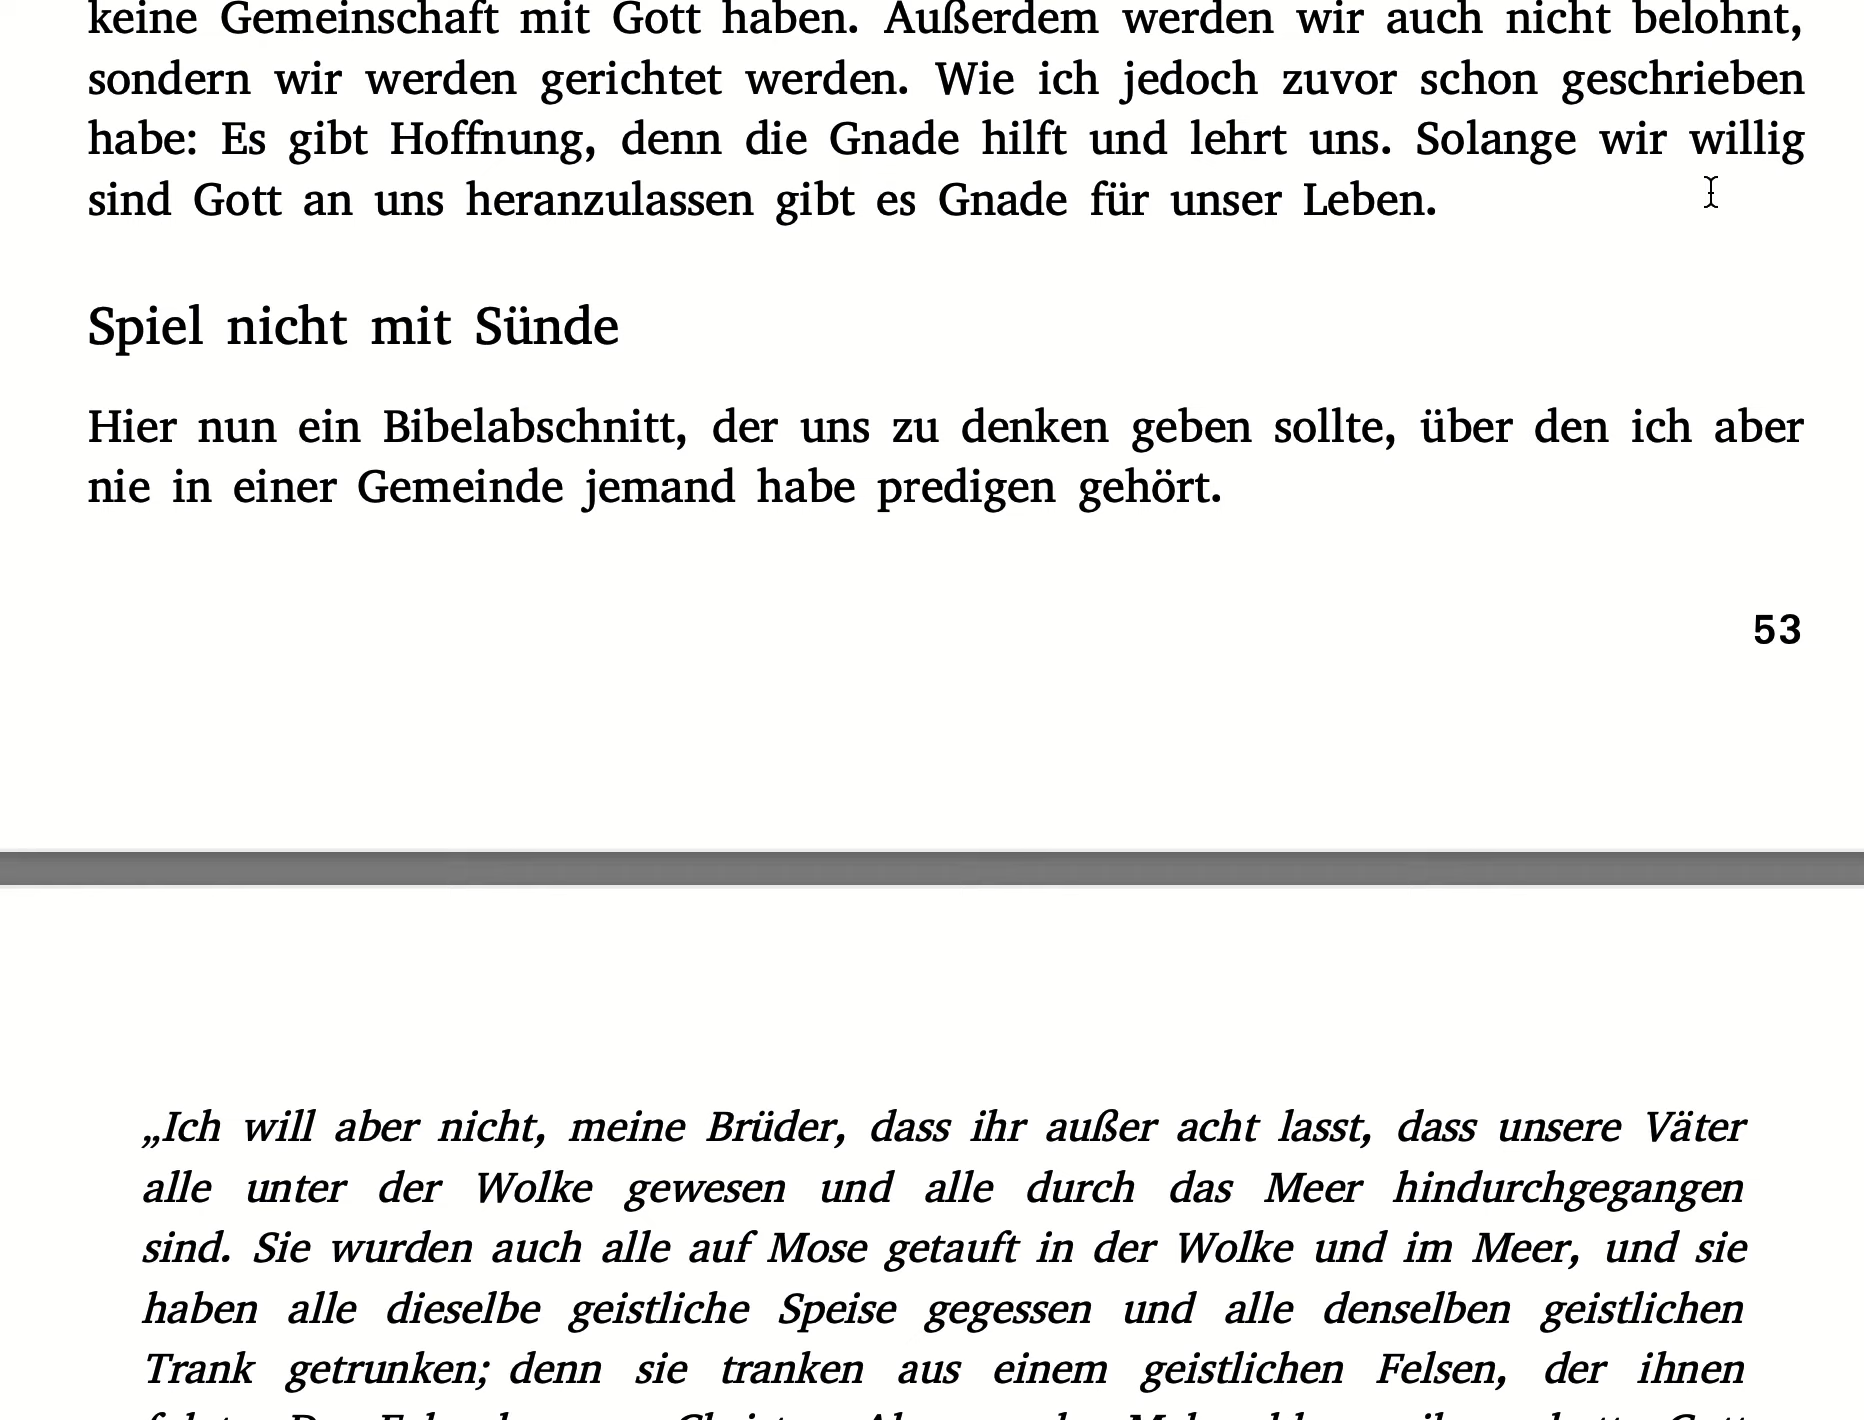 keine Gemeinschaft mit Gott haben. Außerdem werden wir auch nicht belohnt,
sondern wir werden gerichtet werden. Wie ich jedoch zuvor schon geschrieben
habe: Es gibt Hoffnung, denn die Gnade hilft und lehrt uns. Solange wir willig
sind Gott an uns heranzulassen gibt es Gnade für unser Leben.
Spiel nicht mit Sünde
Hier nun ein Bibelabschnitt, der uns zu denken geben sollte, über den ich aber
nie in einer Gemeinde jemand habe predigen gehört.
53
„Ich will aber nicht, meine Brüder, dass ihr außer acht lasst, dass unsere Väter
alle unter der Wolke gewesen und alle durch das Meer hindurchgegangen
sind. Sie wurden auch alle auf Mose getauft in der Wolke und im Meer, und sie
haben alle dieselbe geistliche Speise gegessen und alle denselben geistlichen
Trank getrunken; denn sie tranken aus einem geistlichen Felsen, der ihnen